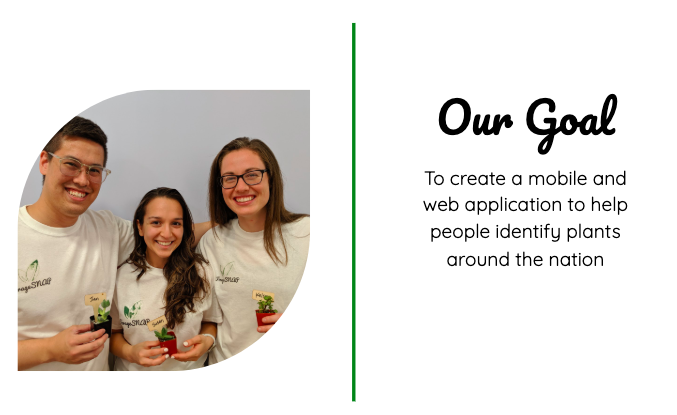 Our Goal
To create a mobile and
web application to help
people identify plants
around the nation